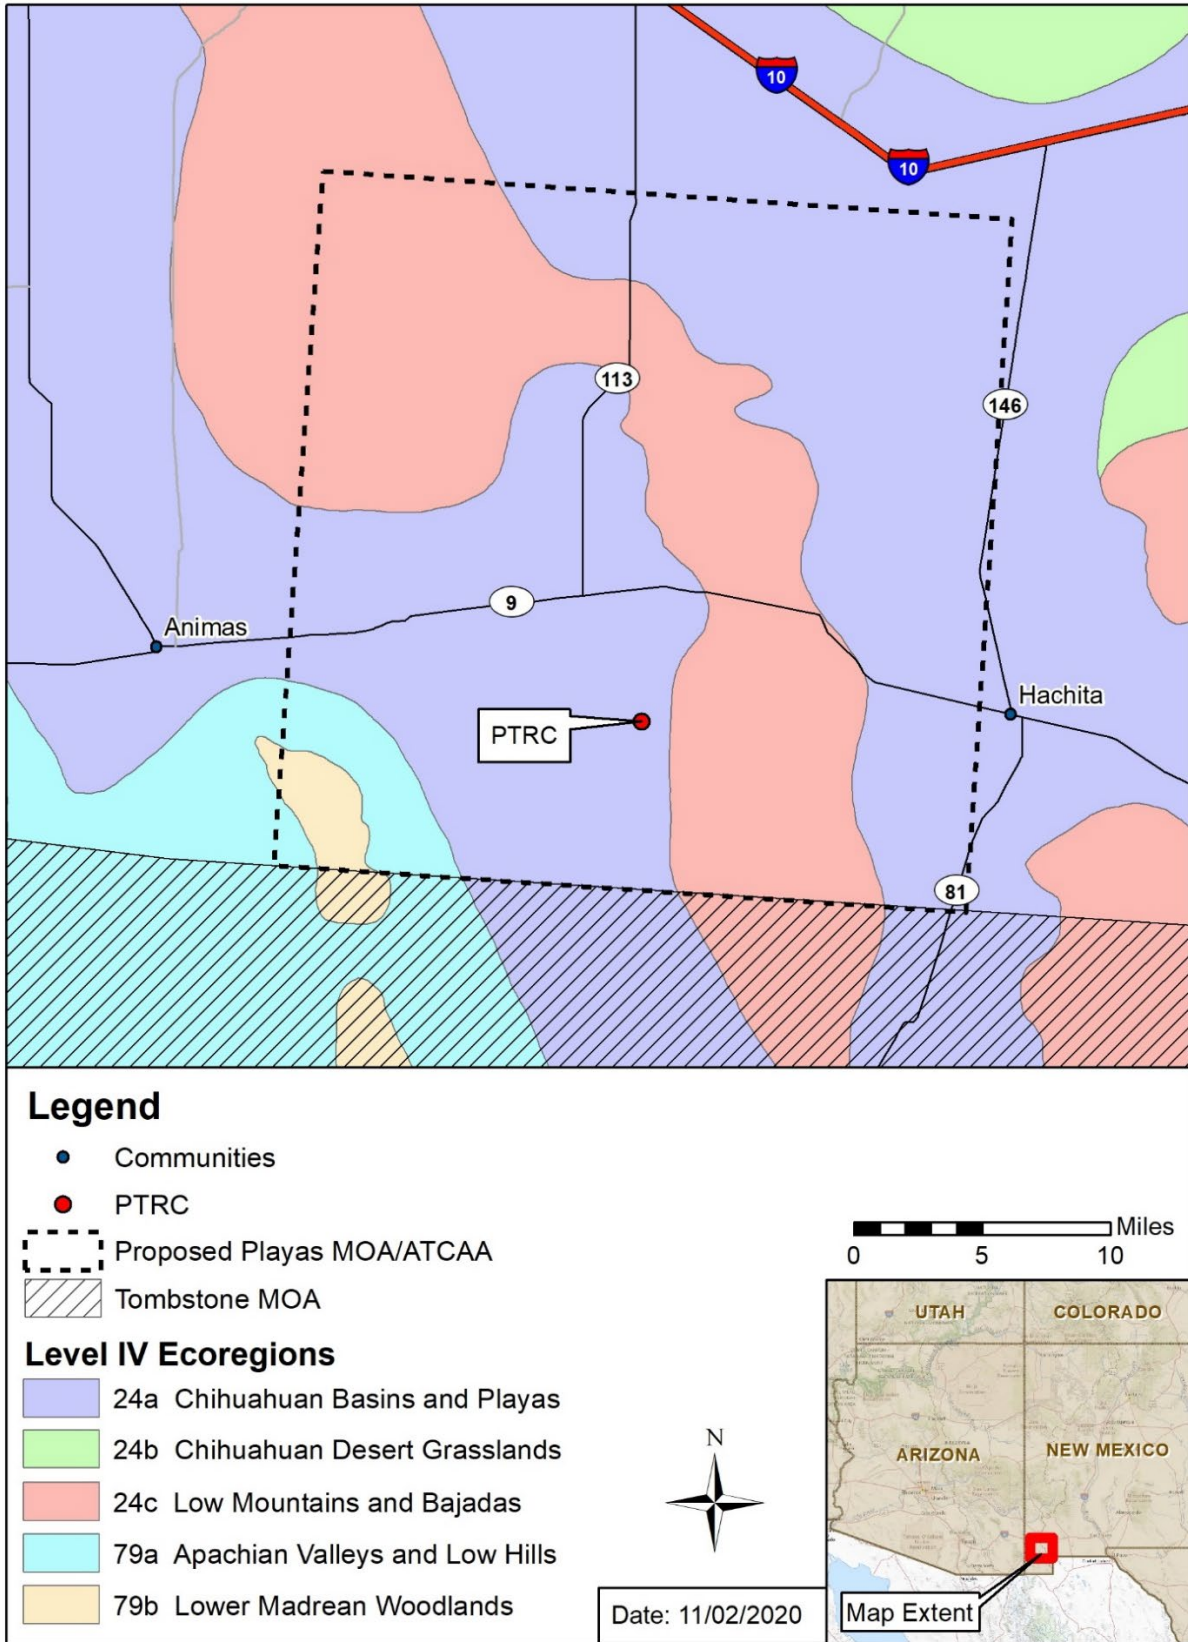 10
10
113
146
9
Animas
Hachita
PTRC
81
Legend
Communities
PTRC
Proposed Playas MOA/ATCAA
Tombstone MOA
Level IV Ecoregions
24a Chihuahuan Basins and Playas
24b Chihuahuan Desert Grasslands
24c Low Mountains and Bajadas
79a Apachian Valleys and Low Hills
79b Lower Madrean Woodlands
N
Miles
0 5 10
UTAH COLORADO
ARIZONA NEW MEXICO
Map Extent
Date: 11/02/2020